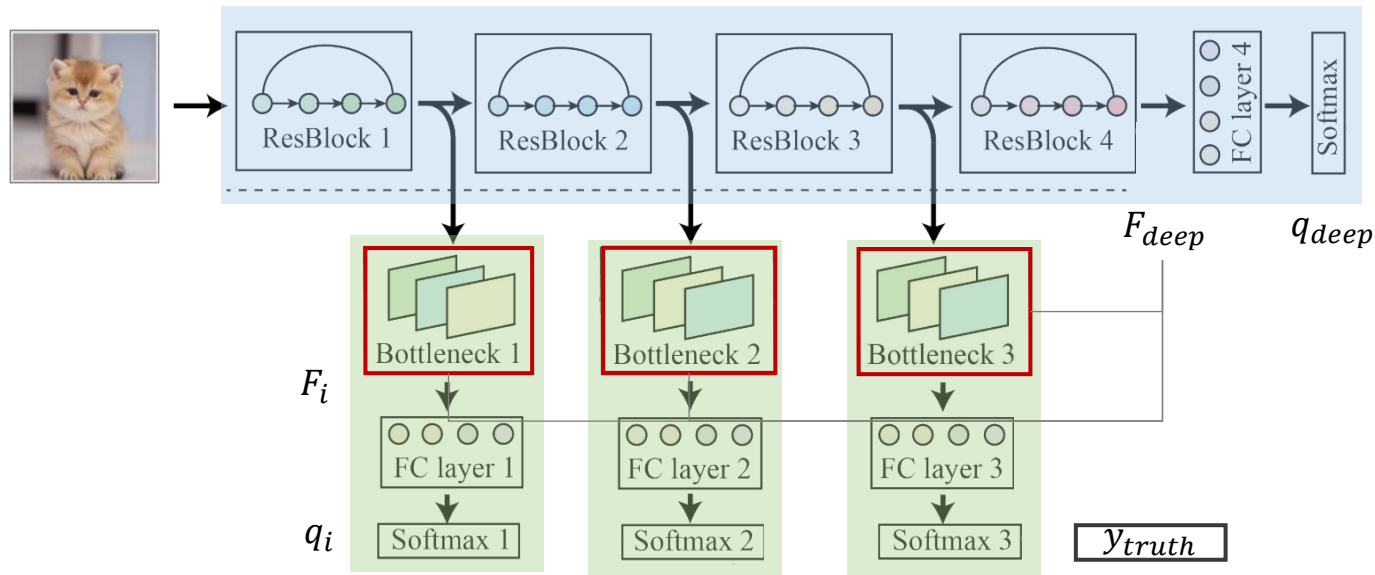 ResBlock 1
ResBlock 2
ResBlock 3
ResBlock 4
FC layer 4
Softmax
F_deep
q_deep
Bottleneck 1
Bottleneck 2
Bottleneck 3
F_i
FC layer 1
FC layer 2
FC layer 3
q_i
Softmax 1
Softmax 2
Softmax 3
y_truth